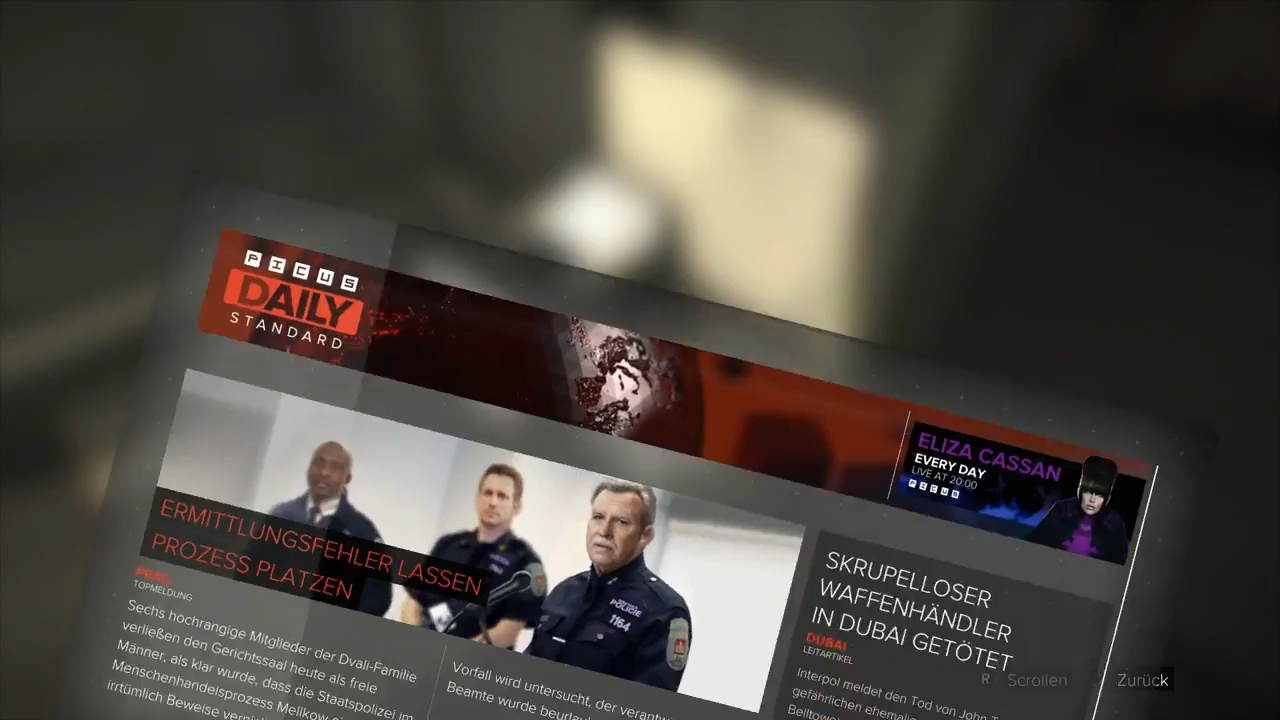 PICUS
DAILY
STANDARD
ELIZA CASSAN
EVERY DAY
LIVE AT 20:00
PICUS
ERMITTLUNGSFEHLER LASSEN
PROZESS PLATZEN
PRAG
TOPMELDUNG
Sechs hochrangige Mitglieder der Dvali-Familie
verließen den Gerichtssaal heute als freie
Männer, als klar wurde, dass die Staatspolizei im
Menschenhandelsprozess Melikow
irrtümlich Beweise
Vorfall wird untersucht, der
Beamte wurde
POLICIE
1164
SKRUPELLOSER
WAFFENHÄNDLER
IN DUBAI GETÖTET
DUBAI
LEITARTIKEL
Interpol meldet den Tod von John
gefährlichen
R Scrollen
Zurück